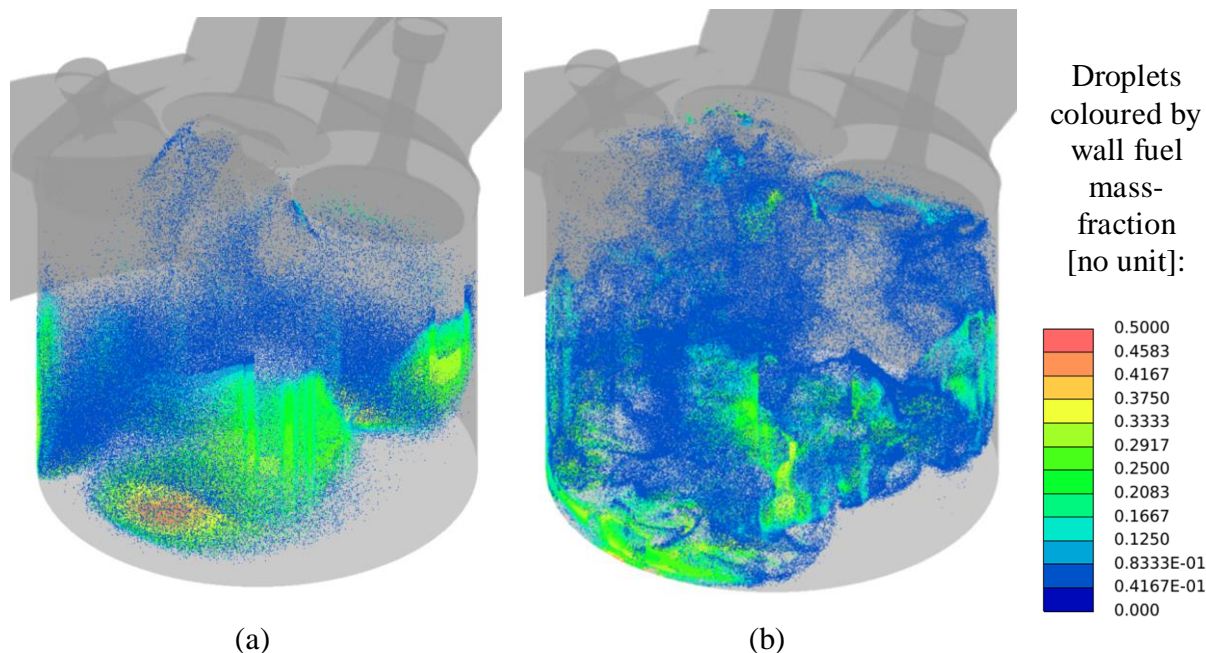 Droplets
coloured by
wall fuel
mass-
fraction
[no unit]:
0.5000
0.4583
0.4167
0.3750
0.3333
0.2917
0.2500
0.2083
0.1667
0.1250
0.8333E-01
0.4167E-01
0.000
(a)
(b)